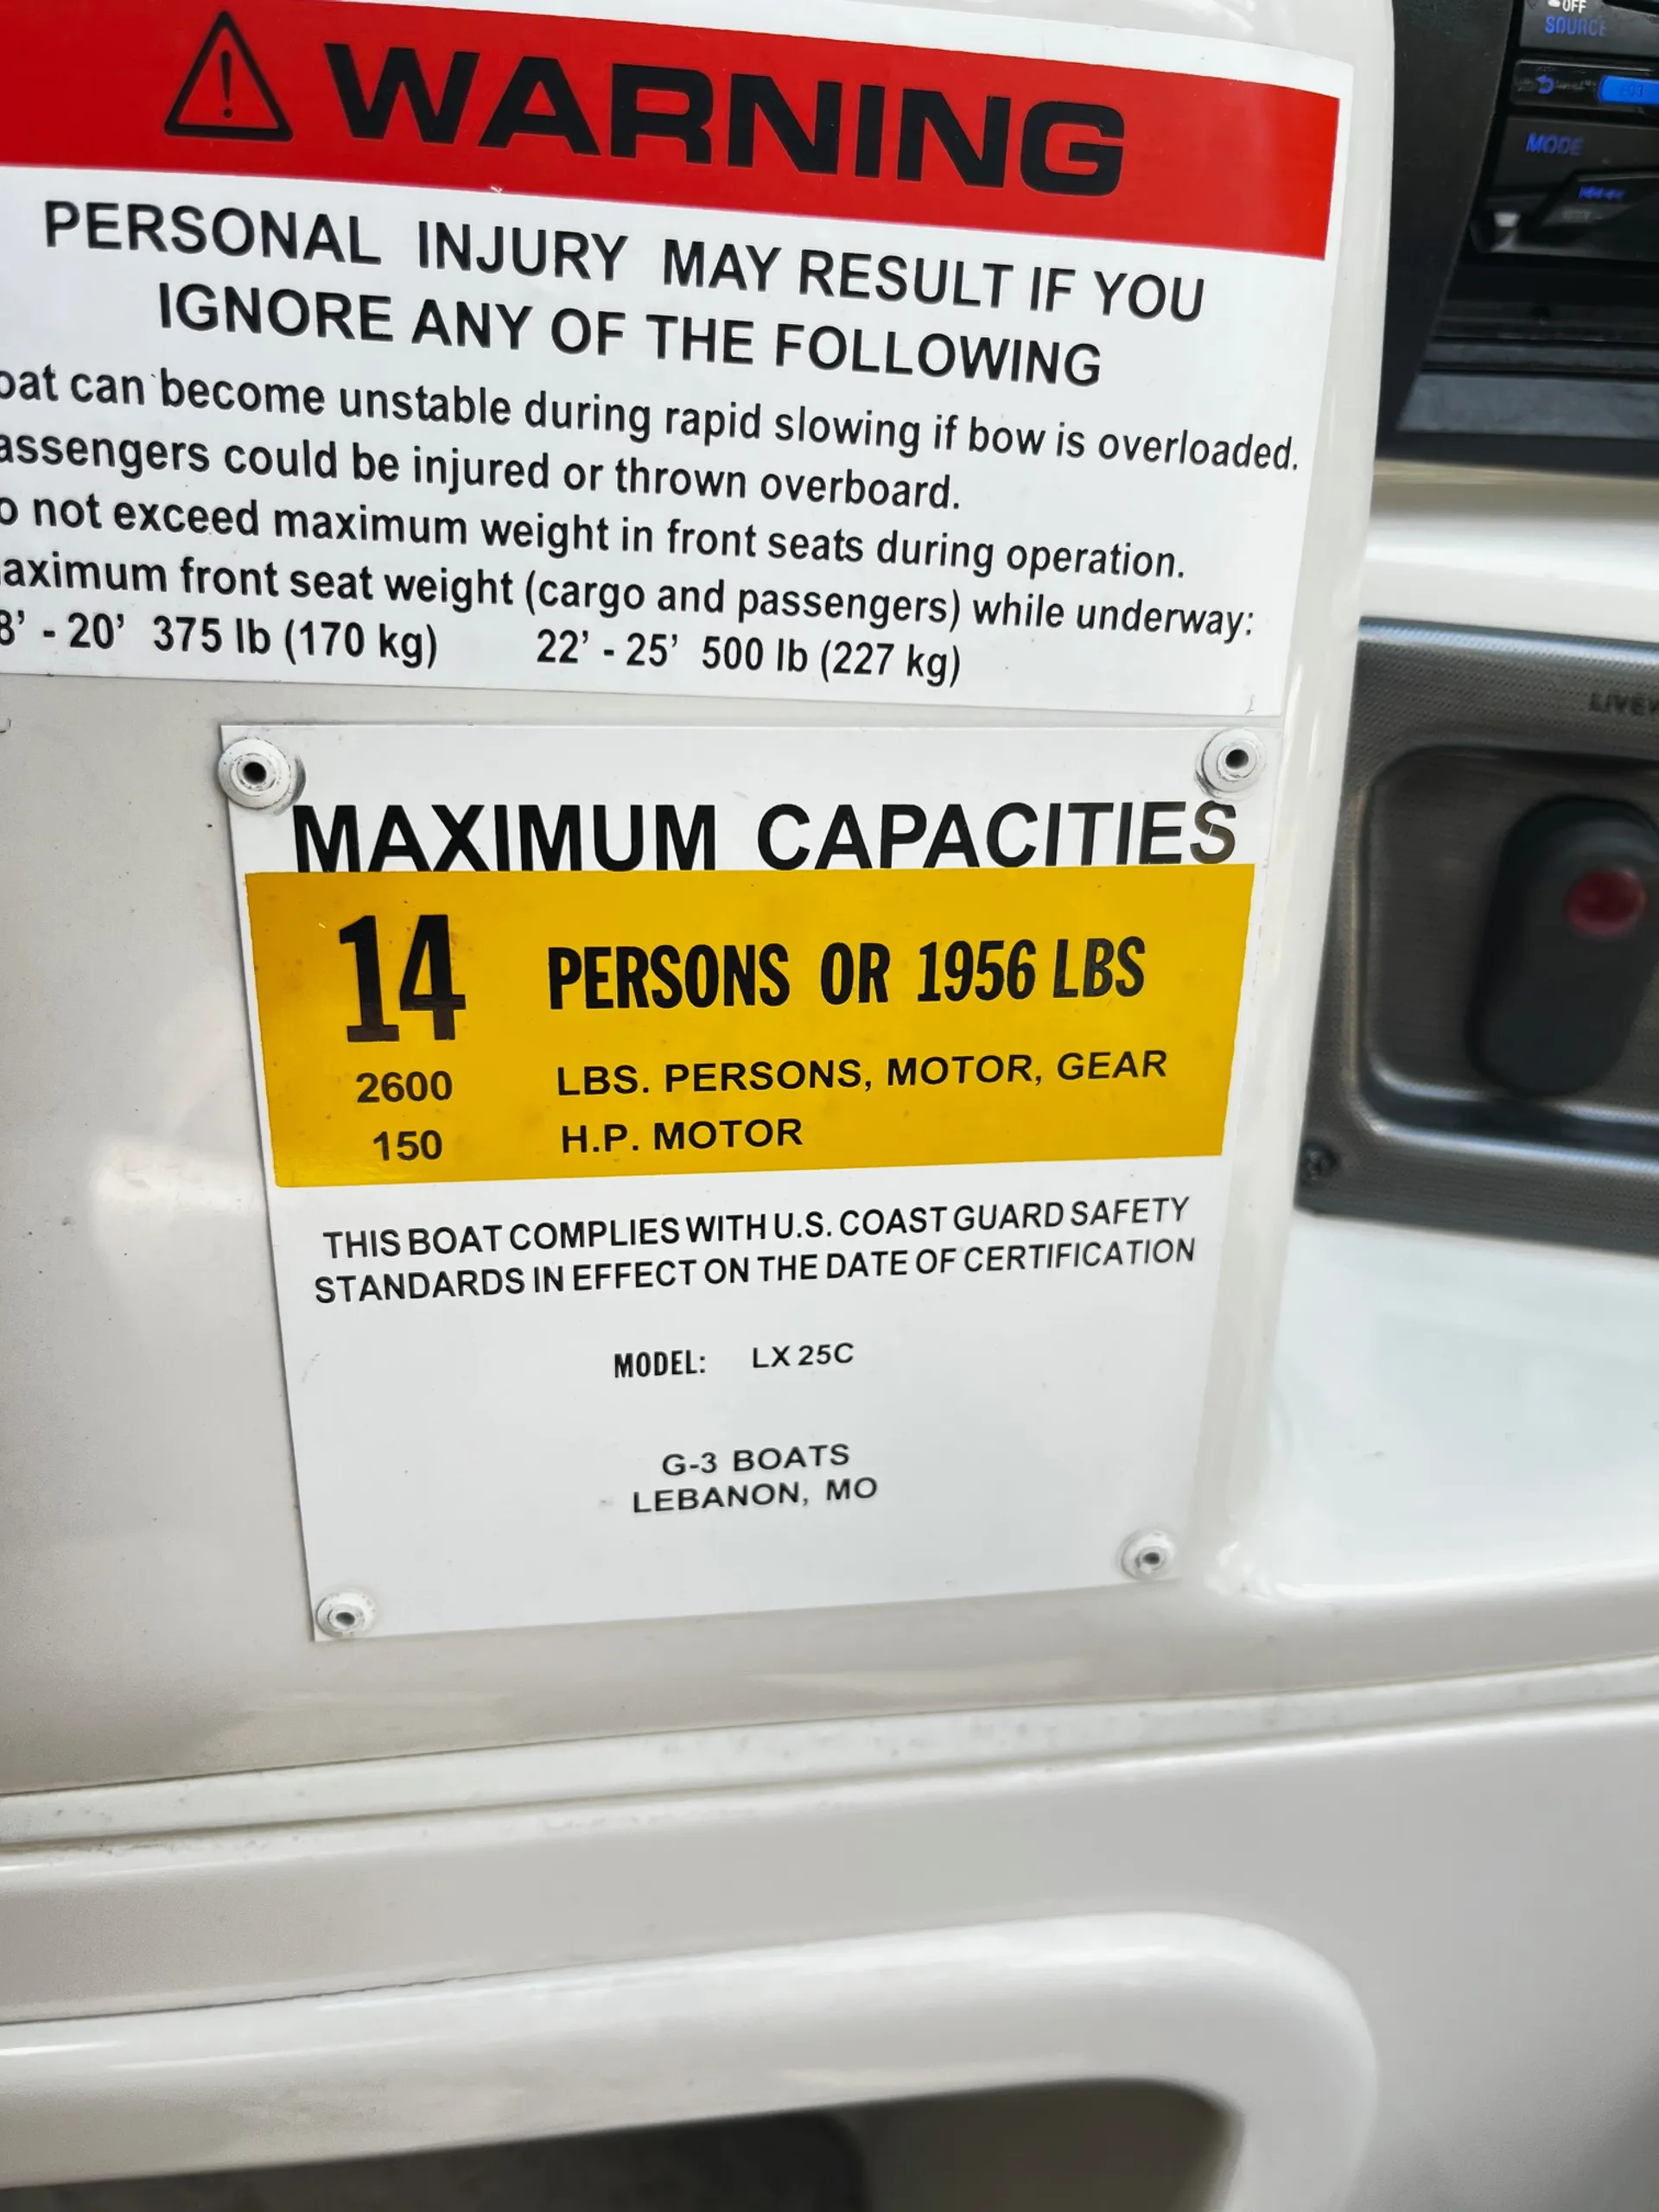 WARNING
PERSONAL INJURY MAY RESULT IF YOU
IGNORE ANY OF THE FOLLOWING
oat can become unstable during rapid slowing if bow is overloaded.
assengers could be injured or thrown overboard.
o not exceed maximum weight in front seats during operation.
aximum front seat weight (cargo and passengers) while underway:
8' - 20' 375 lb (170 kg) 22' - 25' 500 lb (227 kg)
MAXIMUM CAPACITIES
14 PERSONS OR 1956 LBS
2600 LBS. PERSONS, MOTOR, GEAR
150 H.P. MOTOR
THIS BOAT COMPLIES WITH U.S. COAST GUARD SAFETY
STANDARDS IN EFFECT ON THE DATE OF CERTIFICATION
MODEL: LX 25C
G-3 BOATS
LEBANON, MO
OFF
SOURCE
MODE
LIVEW